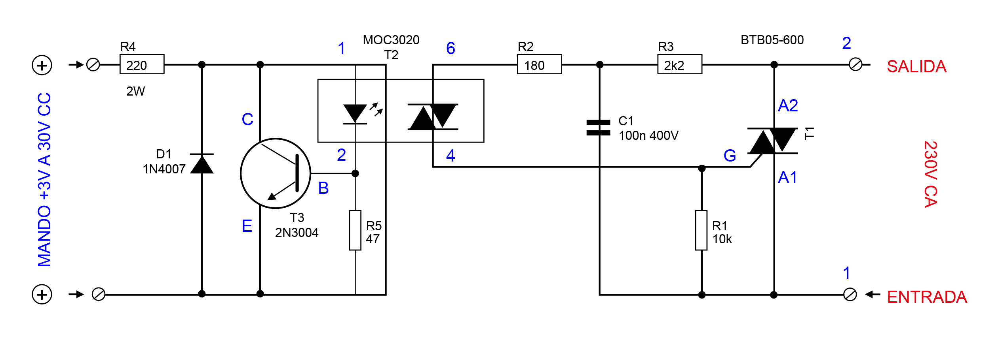 MOC3020
T2
BTB05-600
R4
220
2W
1
6
R2
180
R3
2k2
2
SALIDA
MANDO +3V A 30V CC
+
+
C
D1
1N4007
2
4
B
E
T3
2N3004
R5
47
C1
100n 400V
A2
T1
G
A1
230V CA
R1
10k
1
ENTRADA